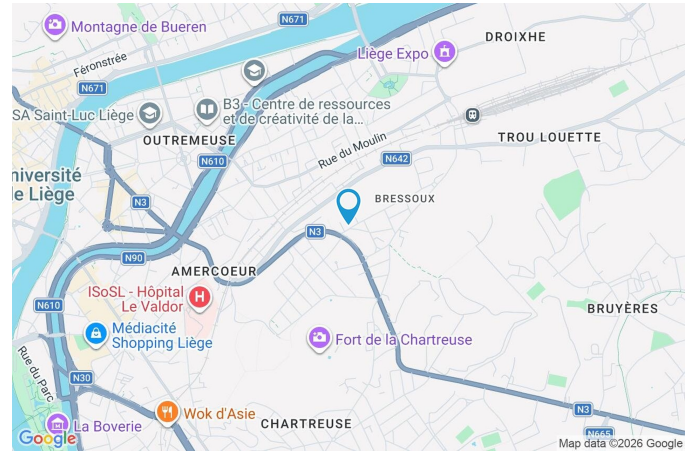 N671
Montagne de Bueren
DROIXHE
Liège Expo
Féronstrée
N671
B3 - Centre de ressources
et de créativité de la...
SA Saint-Luc Liège
OUTREMEUSE
TROU LOUETTE
Rue du Moulin
N642
N610
niversité
le Liège
N3
BRESSOUX
N3
N90
AMERCOEUR
ISoSL - Hôpital
Le Valdor
H
N610
BRUYÈRES
Médiacité
Shopping Liège
Fort de la Chartreuse
Rue du Parc
N30
N3
Wok d'Asie
La Boverie
CHARTREUSE
N665
Google
Map data ©2026 Google